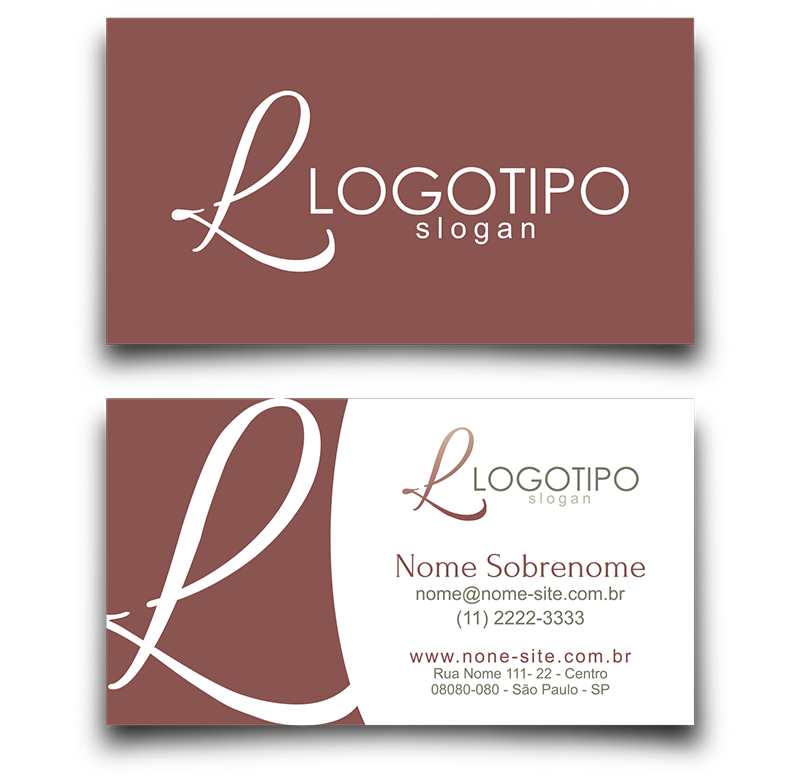 L LOGOTIPO
slogan
L
L LOGOTIPO
slogan
Nome Sobrenome
nome@nome-site.com.br
(11) 2222-3333
www.none-site.com.br
Rua Nome 111- 22 - Centro
08080-080 - São Paulo - SP